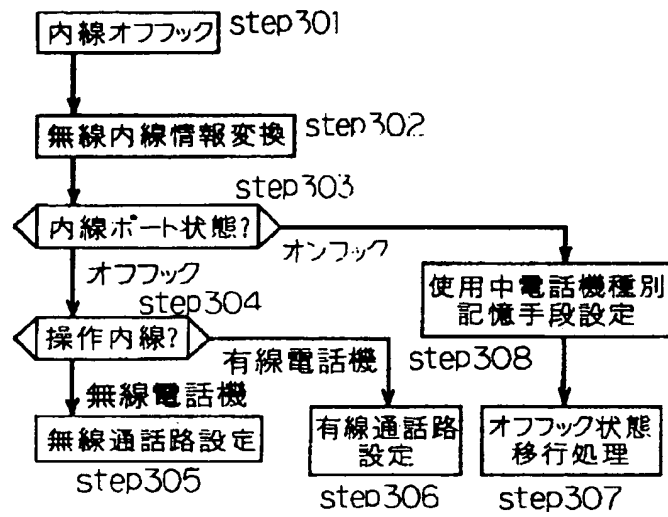 内線オフフック step301
無線内線情報変換 step302
step303
内線ポート状態?
オンフック
オフフック
step304
使用中電話機種別
記憶手段設定
操作内線?
有線電話機
step308
無線電話機
無線通話路設定
step305
有線通話路
設定
step306
オフフック状態
移行処理
step307